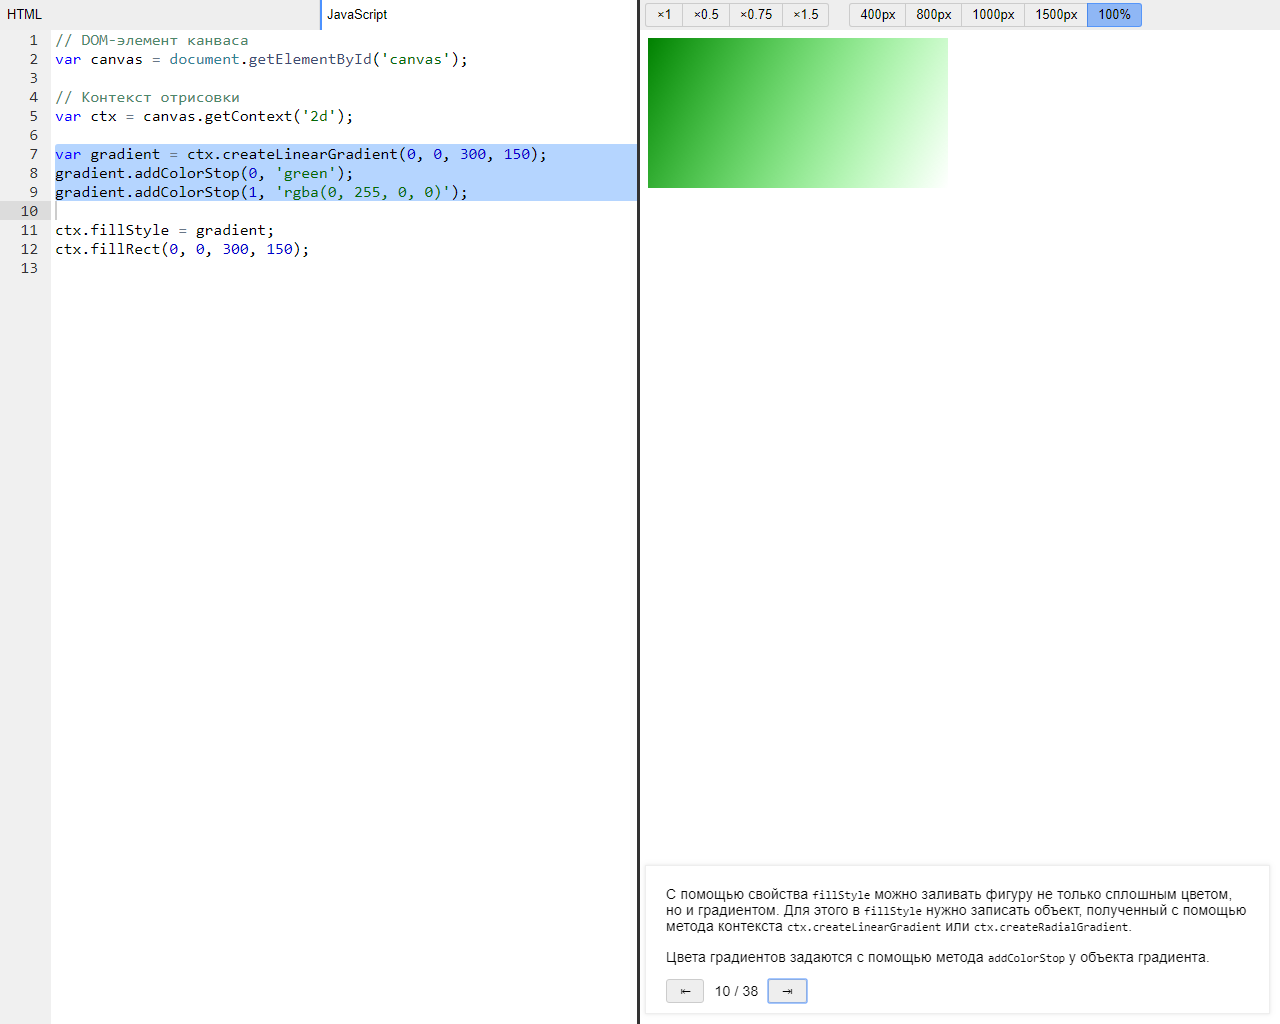 HTML
JavaScript
×1 ×0.5 ×0.75 ×1.5 400px 800px 1000px 1500px 100%
1 // DOM-элемент канваса
2 var canvas = document.getElementById('canvas');
3
4 // Контекст отрисовки
5 var ctx = canvas.getContext('2d');
6
7 var gradient = ctx.createLinearGradient(0, 0, 300, 150);
8 gradient.addColorStop(0, 'green');
9 gradient.addColorStop(1, 'rgba(0, 255, 0, 0)');
10
11 ctx.fillStyle = gradient;
12 ctx.fillRect(0, 0, 300, 150);
13
С помощью свойства fillStyle можно заливать фигуру не только сплошным цветом,
но и градиентом. Для этого в fillStyle нужно записать объект, полученный с помощью
метода контекста ctx.createLinearGradient или ctx.createRadialGradient.
Цвета градиентов задаются с помощью метода addColorStop у объекта градиента.
⇤ 10 / 38 ⇥